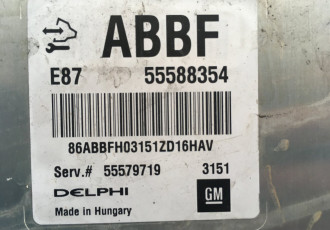 ABBF
E87 55588354
86ABBFH03151ZD16HAV
Serv.# 55579719 3151
DELPHI GM
Made in Hungary